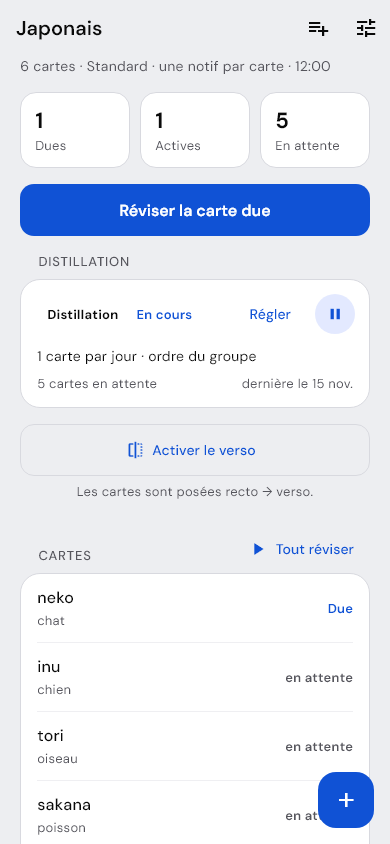 Japonais
6 cartes · Standard · une notif par carte · 12:00
1
Dues
1
Actives
5
En attente
Réviser la carte due
DISTILLATION
Distillation En cours Régler
1 carte par jour · ordre du groupe
5 cartes en attente dernière le 15 nov.
Activer le verso
Les cartes sont posées recto → verso.
CARTES Tout réviser
neko
chat
Due
inu
chien
en attente
tori
oiseau
en attente
sakana
poisson
en at